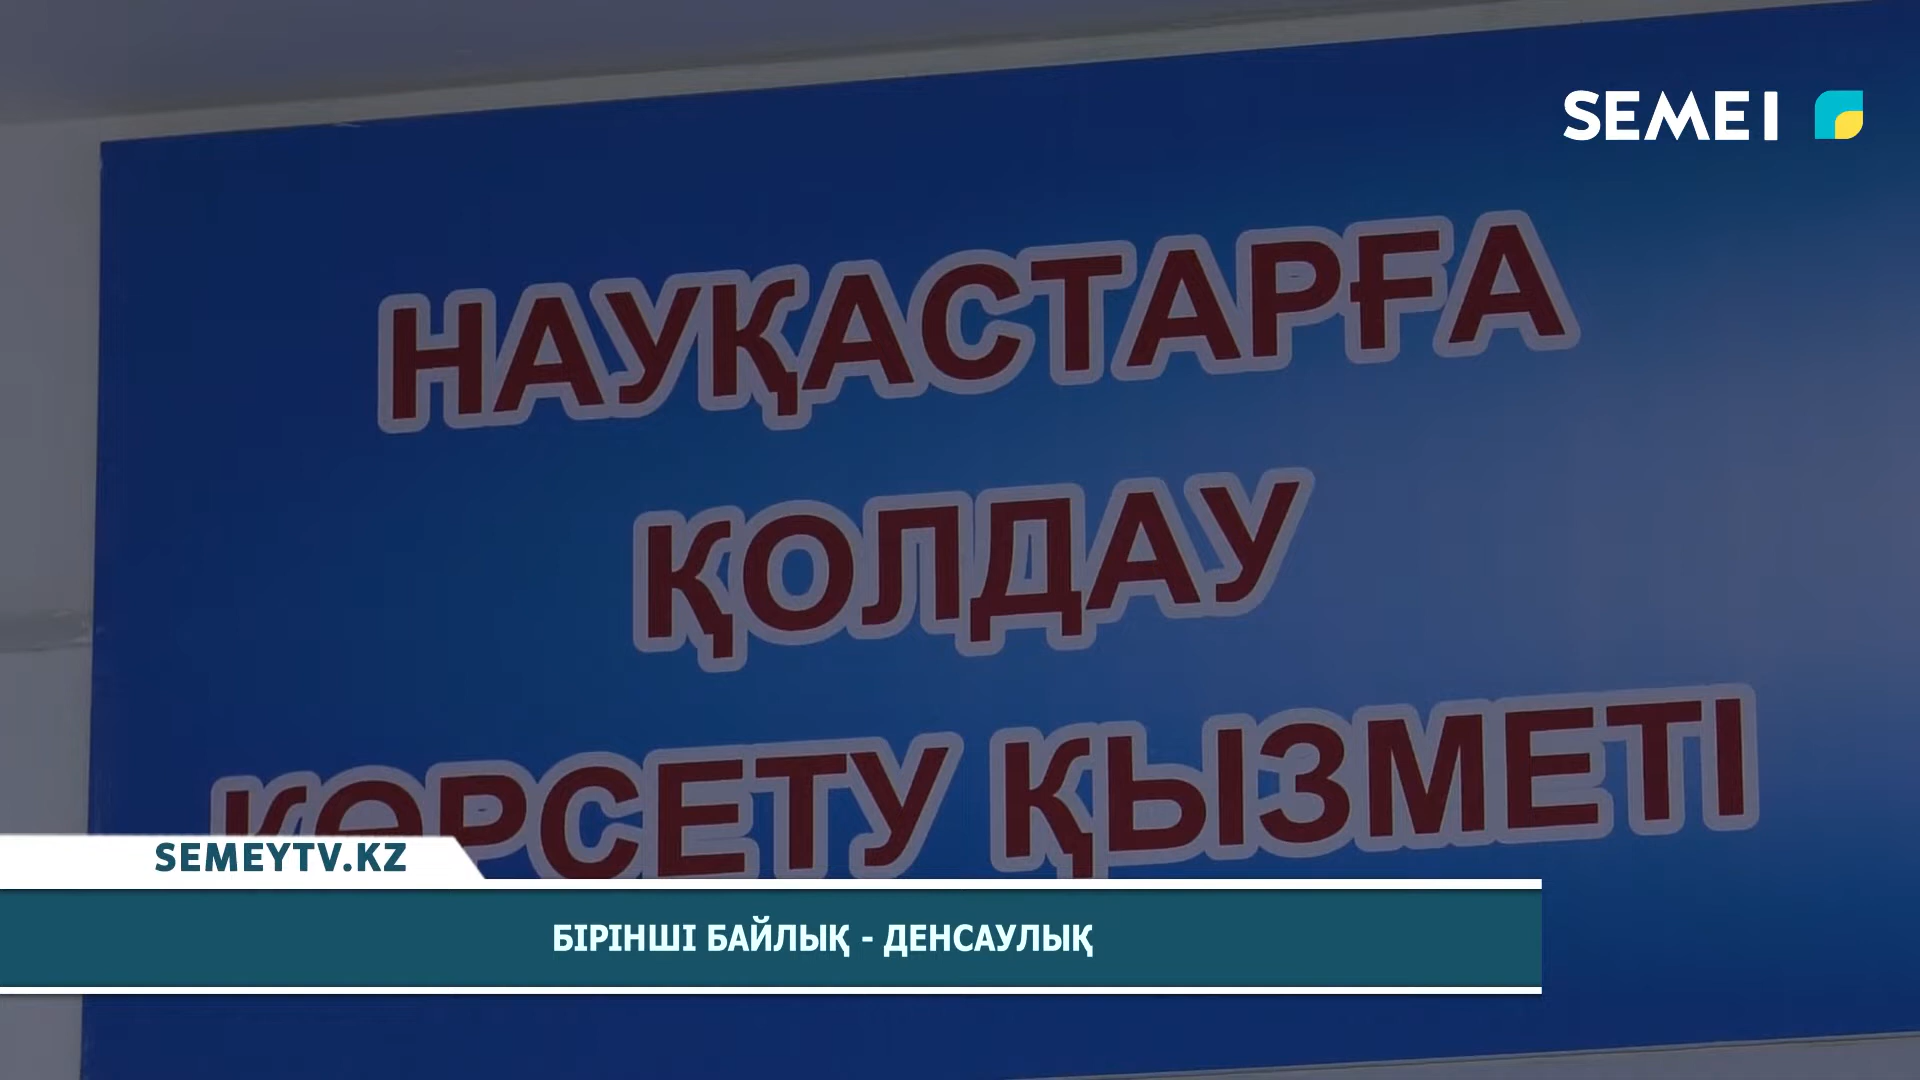 SEMEI
НАУҚАСТАРҒА
ҚОЛДАУ
КӨРСЕТУ ҚЫЗМЕТІ
SEMEYTV.KZ
БІРІНШІ БАЙЛЫҚ - ДЕНСАУЛЫҚ